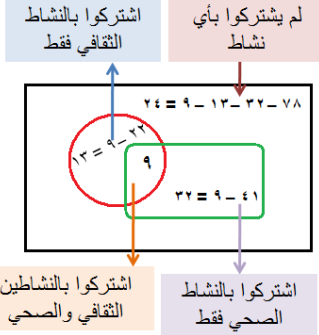 لم يشتركوا بأي
نشاط
اشتركوا بالنشاط
الثقافي فقط
٧٨ – ٣٢ – ١٣ – ٩ = ٢٤
٢٢ – ٩ = ١٣
٩
٤١ – ٩ = ٣٢
اشتركوا بالنشاط
الصحي فقط
اشتركوا بالنشاطين
الثقافي والصحي